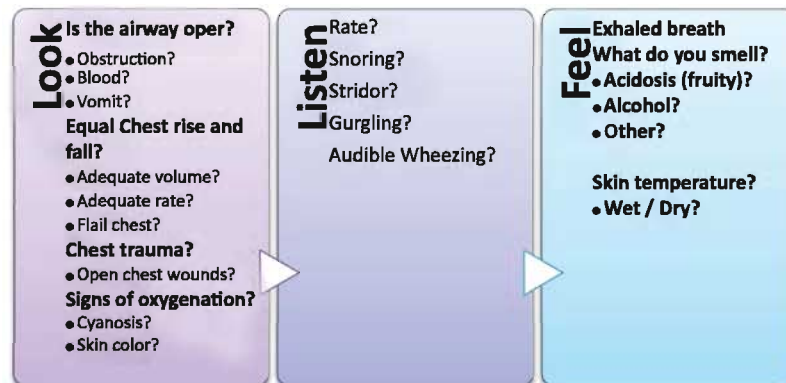 Look
Is the airway oper?
• Obstruction?
• Blood?
• Vomit?
Equal Chest rise and
fall?
• Adequate volume?
• Adequate rate?
• Flail chest?
Chest trauma?
• Open chest wounds?
Signs of oxygenation?
• Cyanosis?
• Skin color?
Listen
Rate?
Snoring?
Stridor?
Gurgling?
Audible Wheezing?
Feel
Exhaled breath
What do you smell?
• Acidosis (fruity)?
• Alcohol?
• Other?
Skin temperature?
• Wet / Dry?